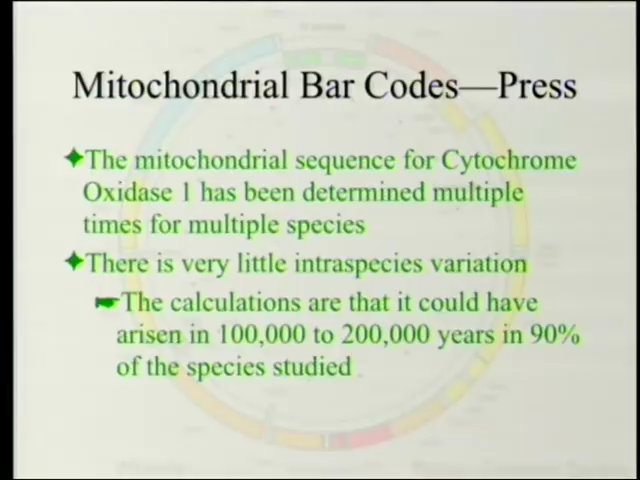 Mitochondrial Bar Codes—Press
The mitochondrial sequence for Cytochrome
Oxidase 1 has been determined multiple
times for multiple species
There is very little intraspecies variation
The calculations are that it could have
arisen in 100,000 to 200,000 years in 90%
of the species studied